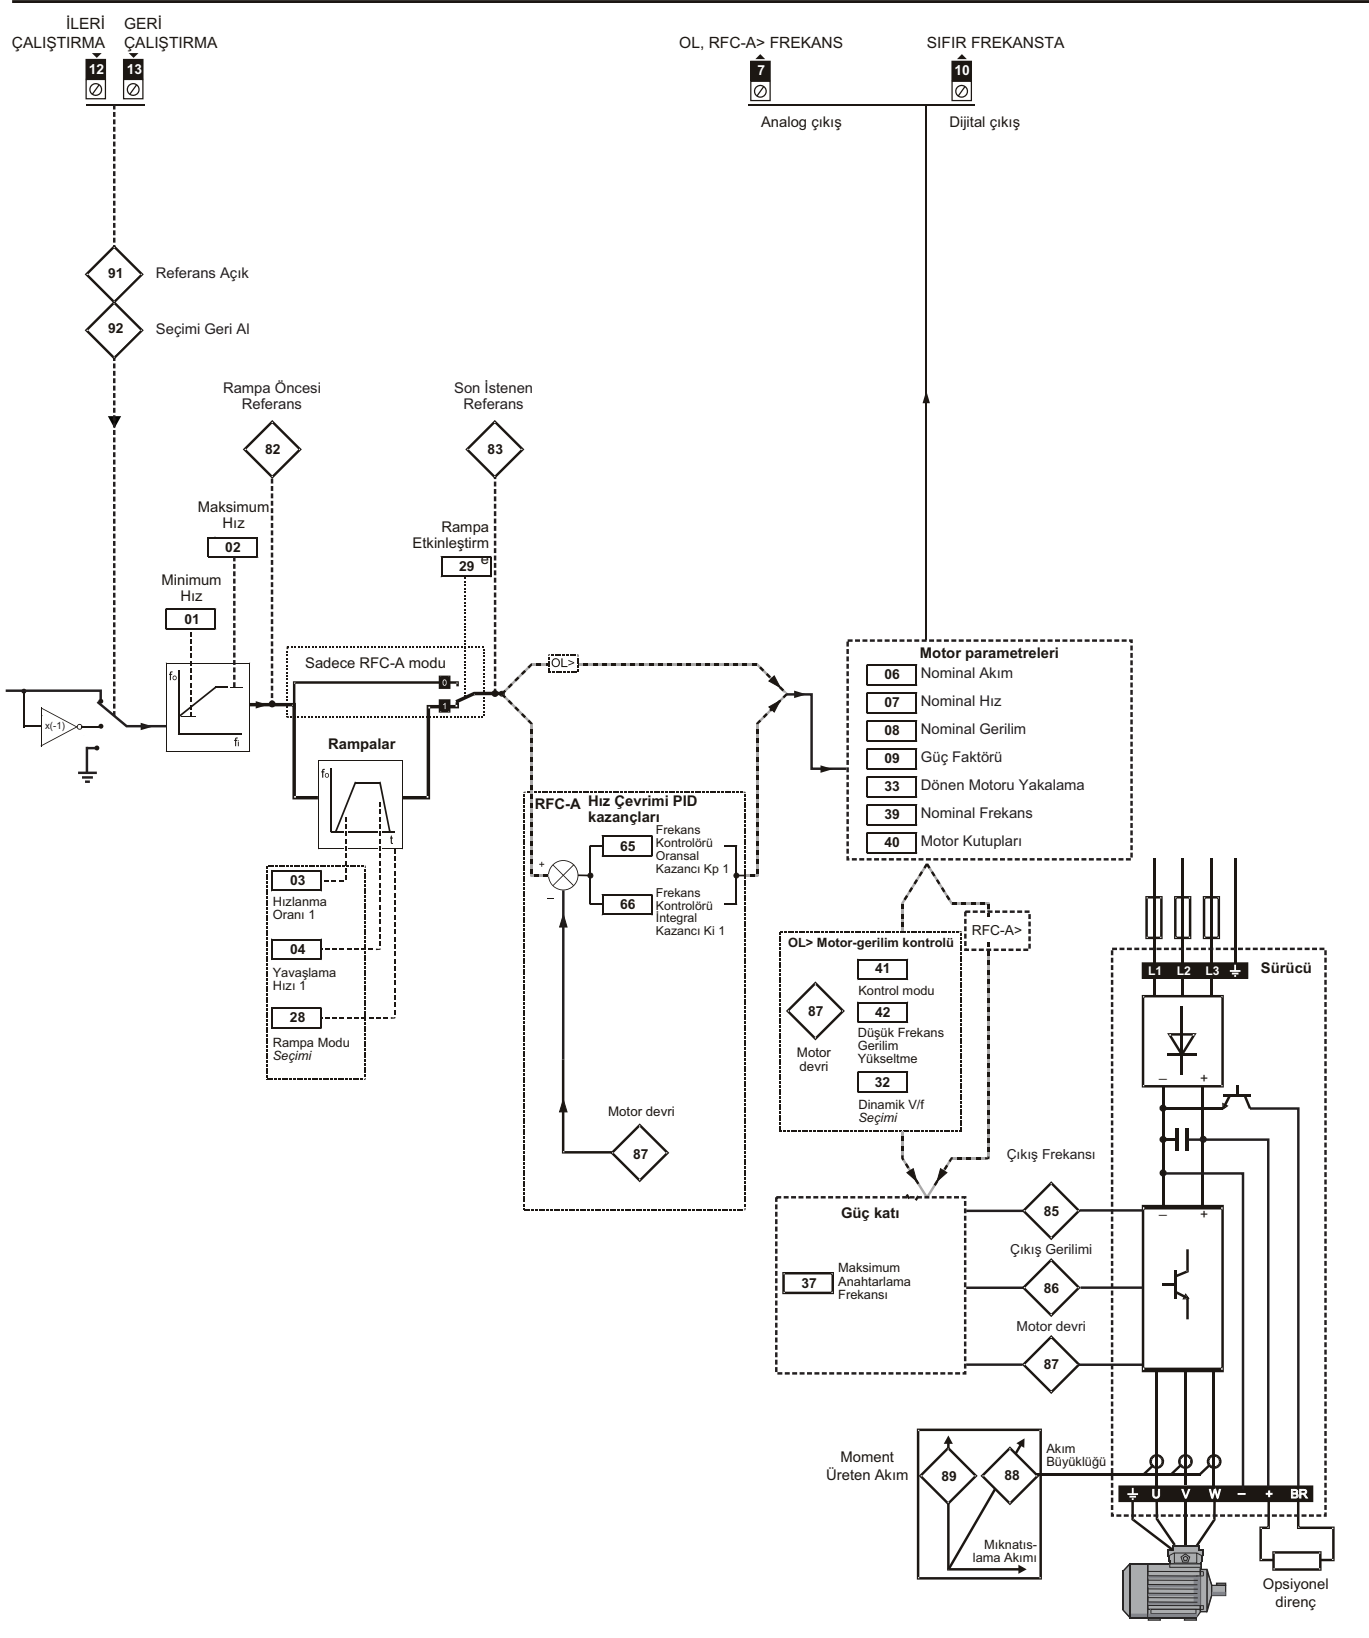 İLERİ
ÇALIŞTIRMA
GERİ
ÇALIŞTIRMA
12
13
OL, RFC-A> FREKANS
7
SIFIR FREKANSTA
10
Analog çıkış
Dijital çıkış
91
Referans Açık
92
Seçimi Geri Al
Rampa Öncesi
Referans
82
Son İstenen
Referans
83
Maksimum
Hız
02
Minimum
Hız
01
Rampa
Etkinleştirm
e
29
x(-1)
fo
fi
Sadece RFC-A modu
0
1
Rampalar
fo
t
03
Hızlanma
Oranı 1
04
Yavaşlama
Hızı 1
28
Rampa Modu
Seçimi
OL>
RFC-A
Hız Çevrimi PID
kazançları
+
–
65
Frekans
Kontrolörü
Oransal
Kazancı Kp 1
66
Frekans
Kontrolörü
İntegral
Kazancı Ki 1
Motor devri
87
Motor parametreleri
06 Nominal Akım
07 Nominal Hız
08 Nominal Gerilim
09 Güç Faktörü
33 Dönen Motoru Yakalama
39 Nominal Frekans
40 Motor Kutupları
RFC-A>
OL> Motor-gerilim kontrolü
41
Kontrol modu
87
Motor
devri
42
Düşük Frekans
Gerilim
Yükseltme
32
Dinamik V/f
Seçimi
Güç katı
37
Maksimum
Anahtarlama
Frekansı
Çıkış Frekansı
85
Çıkış Gerilimi
86
Motor devri
87
L1 L2 L3
Sürücü
– +
– +
Moment
Üreten Akım
89
88
Akım
Büyüklüğü
Mıknatıs-
lama Akımı
U V W – + BR
Opsiyonel
direnç